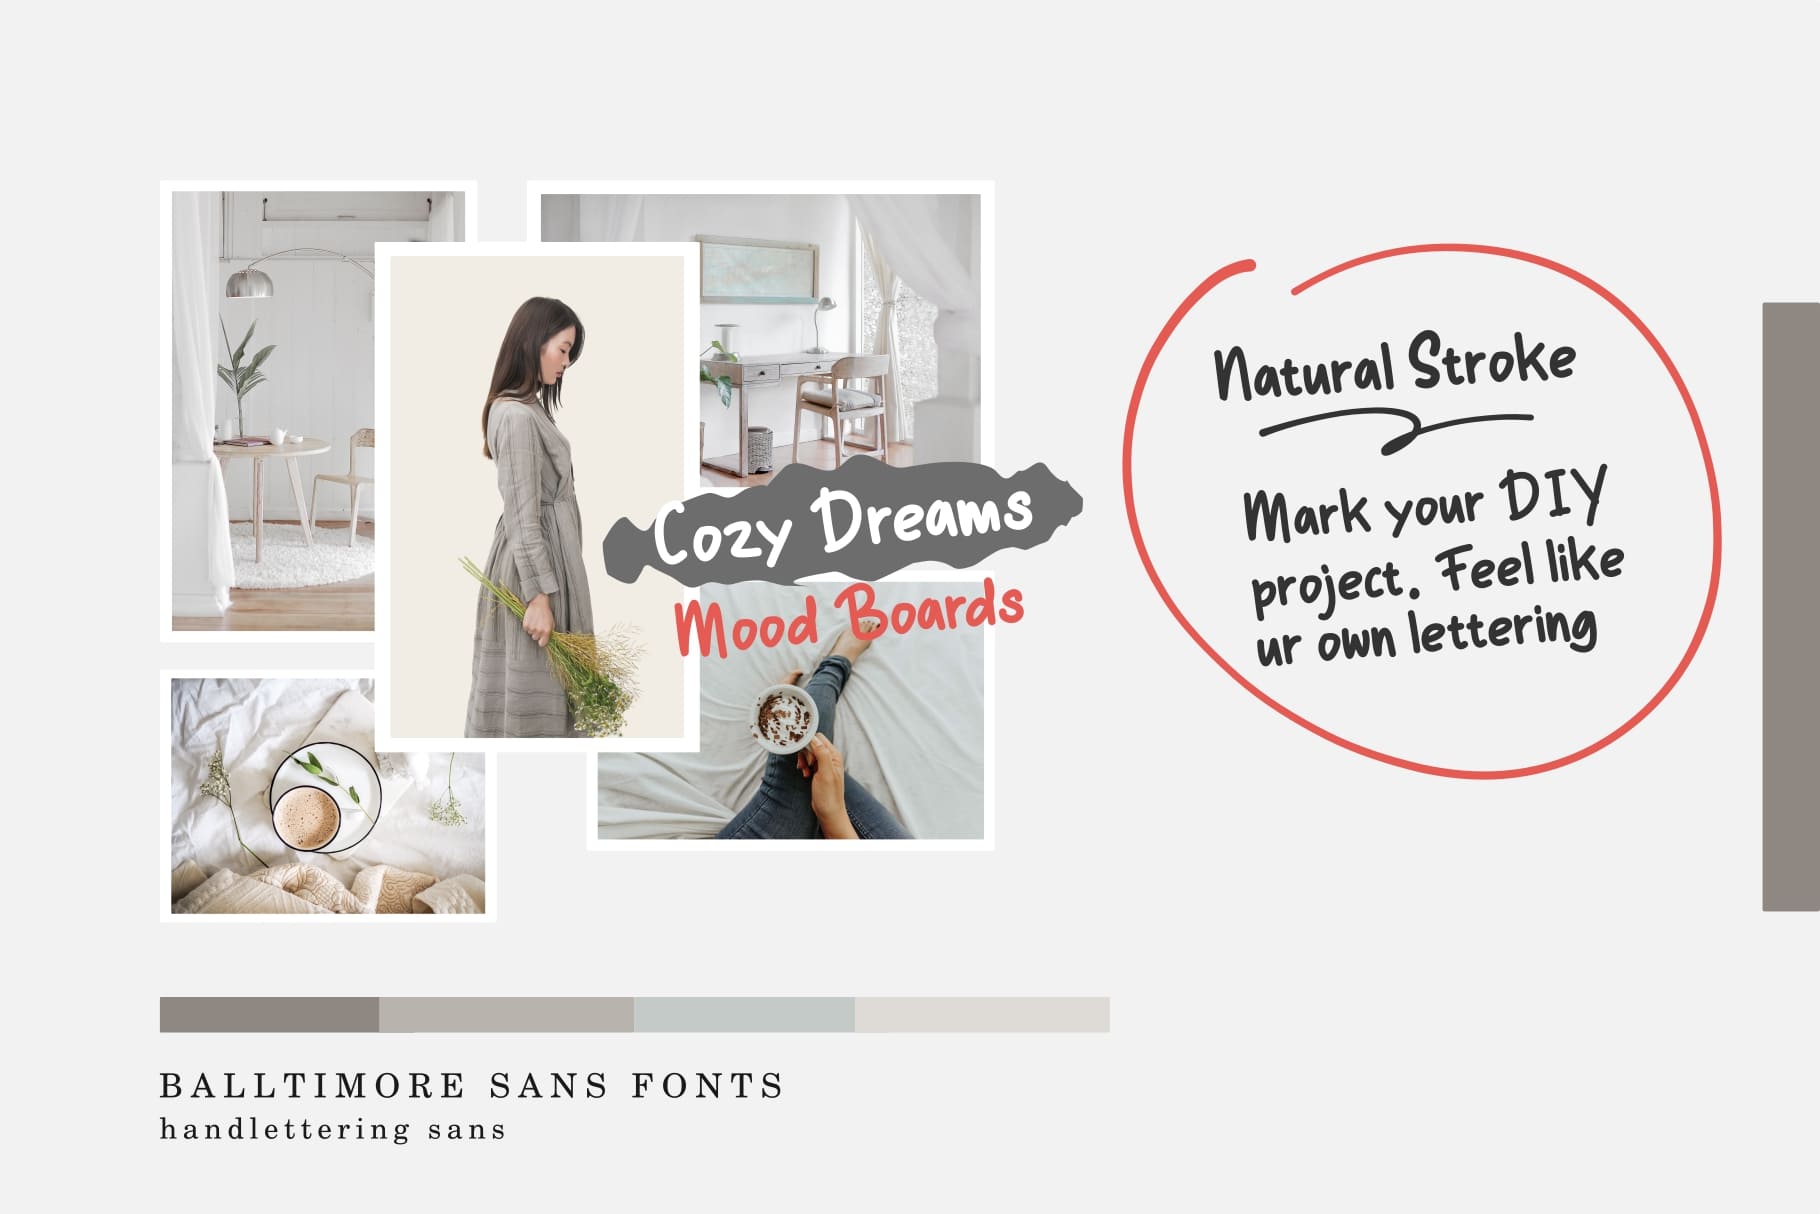 Cozy Dreams
Mood Boards
Natural Stroke
Mark your DIY
project. Feel like
ur own lettering
BALLTIMORE SANS FONTS
handlettering sans